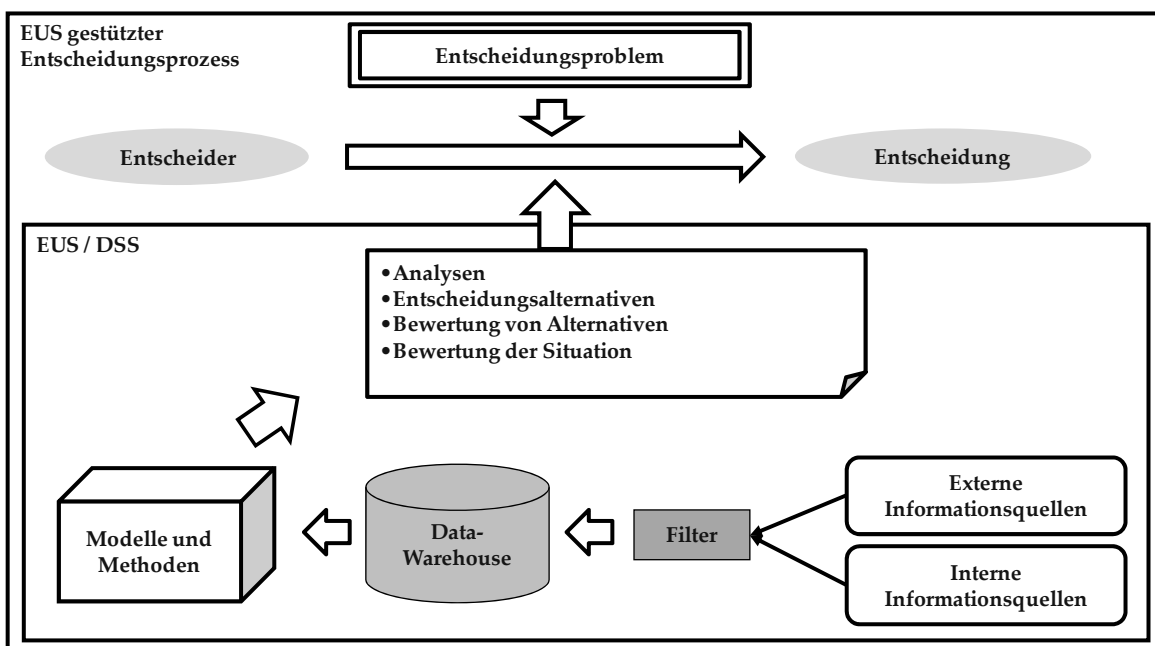 EUS gestützter
Entscheidungsprozess
Entscheidungsproblem
Entscheider
Entscheidung
EUS / DSS
•Analysen
•Entscheidungsalternativen
•Bewertung von Alternativen
•Bewertung der Situation
Modelle und
Methoden
Data-
Warehouse
Filter
Externe
Informationsquellen
Interne
Informationsquellen